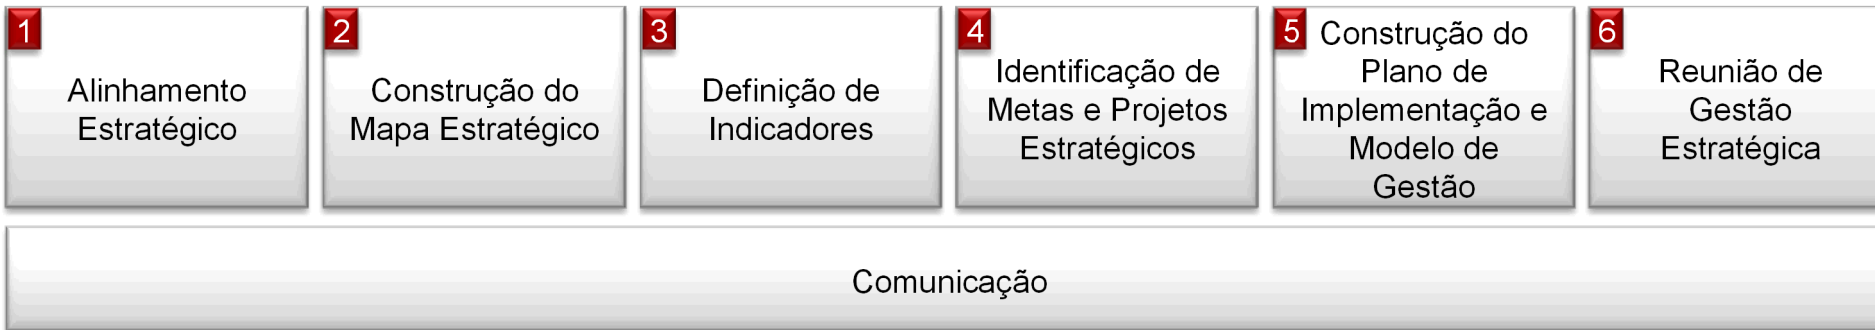 1
Alinhamento
Estratégico
2
Construção do
Mapa Estratégico
3
Definição de
Indicadores
4
Identificação de
Metas e Projetos
Estratégicos
5
Construção do
Plano de
Implementação e
Modelo de
Gestão
6
Reunião de
Gestão
Estratégica
Comunicação